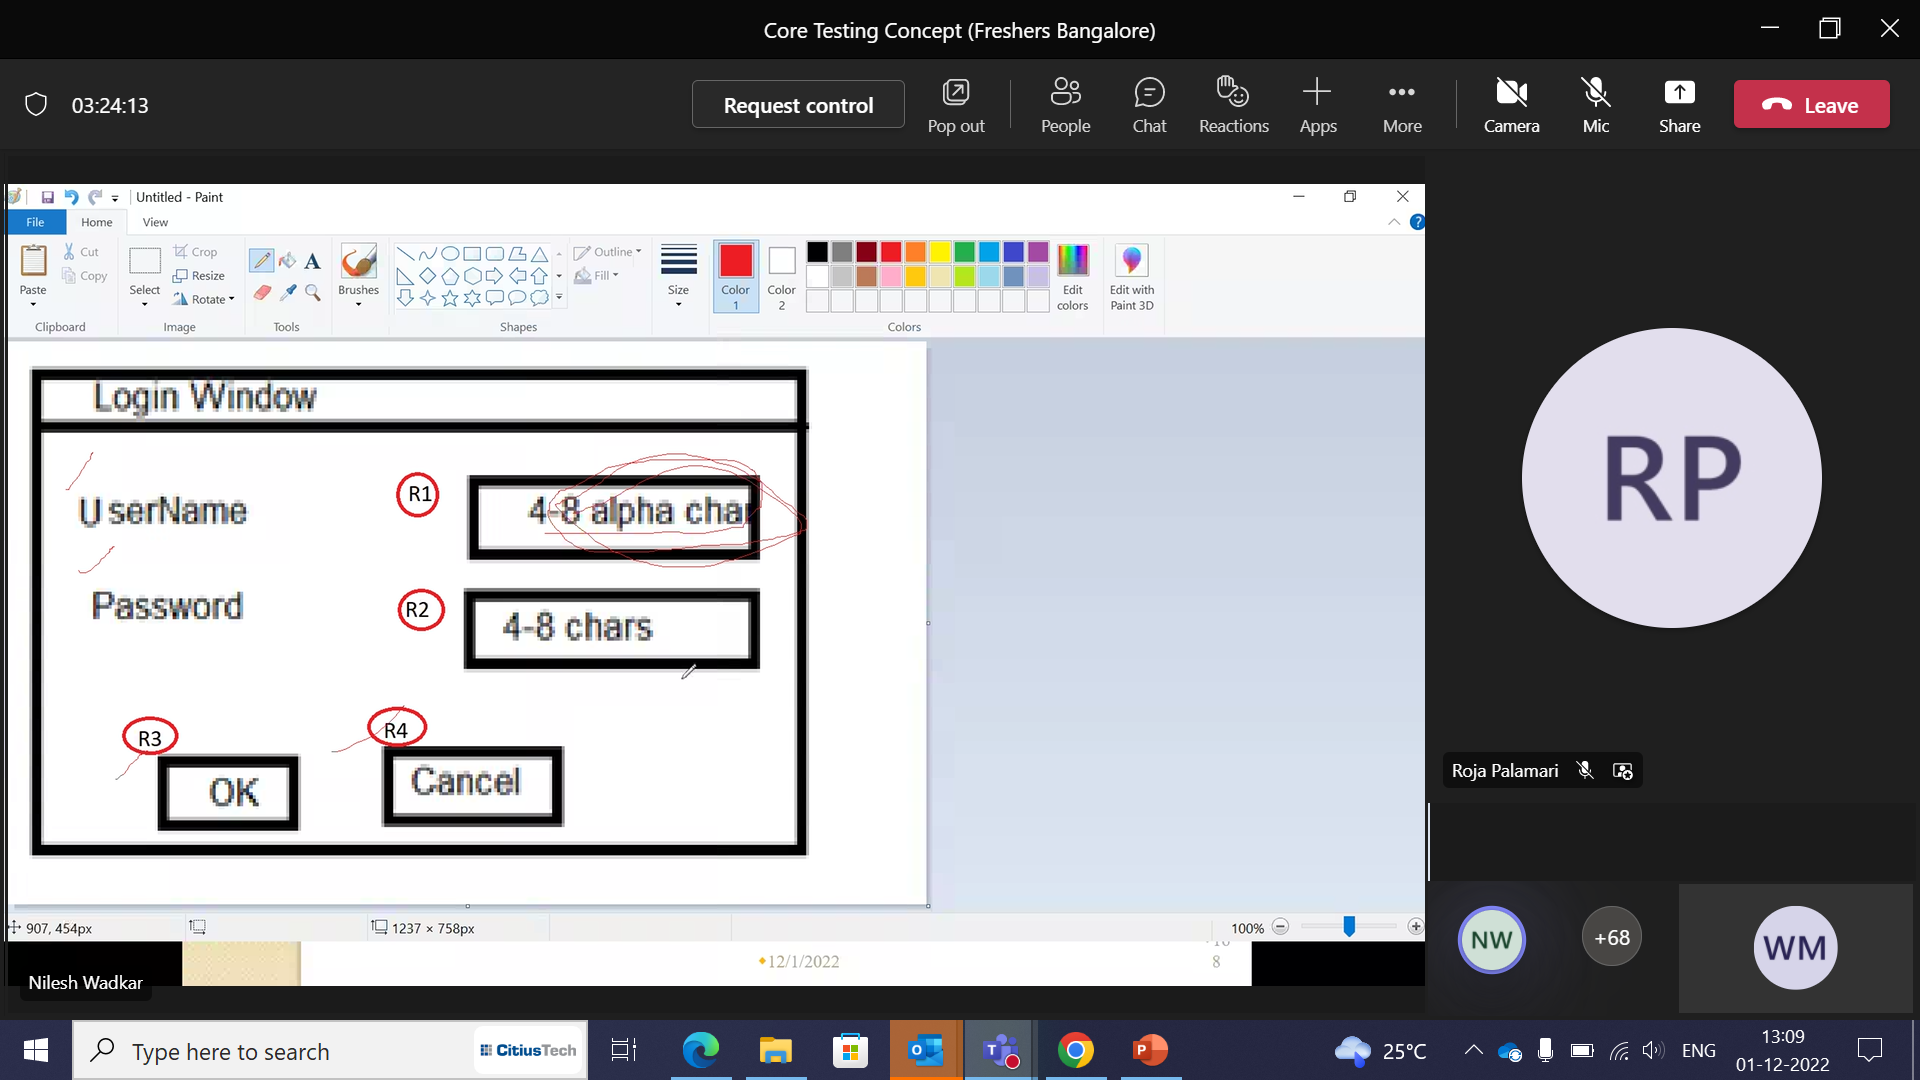 Core Testing Concept (Freshers Bangalore)
03:24:13
Request control
Pop out
People
Chat
Reactions
Apps
More
Camera
Mic
Share
Leave
Untitled - Paint
File
Home
View
Paste
Cut
Copy
Clipboard
Select
Crop
Resize
Rotate
Image
A
Tools
Brushes
Shapes
Outline
Fill
Size
Color 1
Color 2
Edit colors
Colors
Edit with Paint 3D
?
Login Window
UserName
R1
4-8 alpha char
Password
R2
4-8 chars
R3
OK
R4
Cancel
907, 454px
1237 × 758px
100%
12/1/2022
8
Nilesh Wadkar
RP
Roja Palamari
NW
+68
WM
Type here to search
CitiusTech
25°C
ENG
13:09
01-12-2022